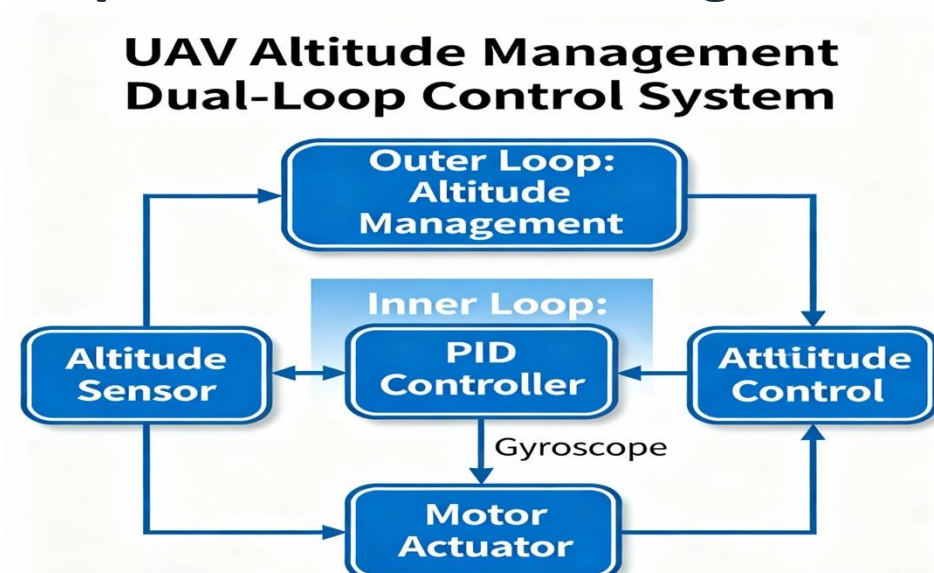 UAV Altitude Management
Dual-Loop Control System
Outer Loop:
Altitude
Management
Inner Loop:
Altitude
Sensor
PID
Controller
Attłiitude
Control
Gyroscope
Motor
Actuator